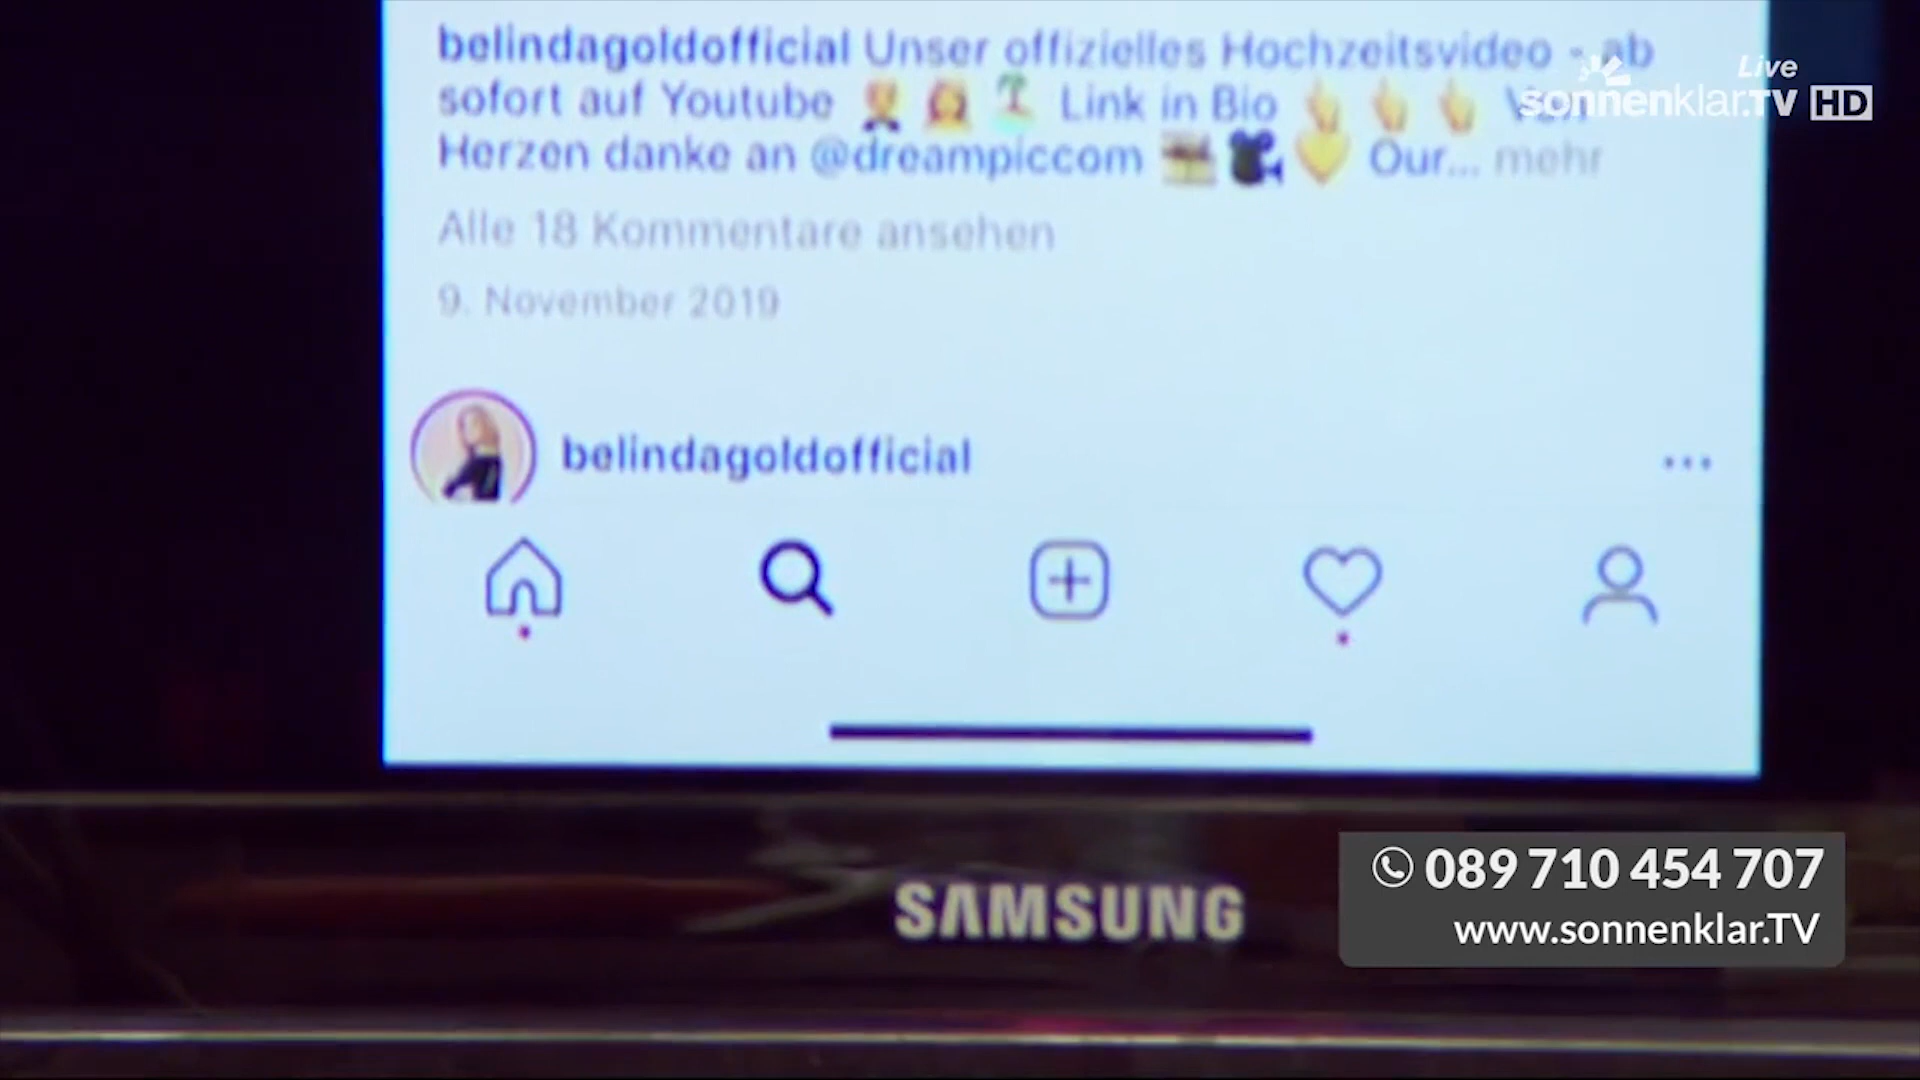 belindagoldofficial Unser offizielles Hochzeitsvideo - ab
sofort auf Youtube Link in Bio Von
Herzen danke an @dreampiccom Our... mehr
Alle 18 Kommentare ansehen
9. November 2019
Live
sonnenklar.TV HD
belindagoldofficial
SAMSUNG
089 710 454 707
www.sonnenklar.TV